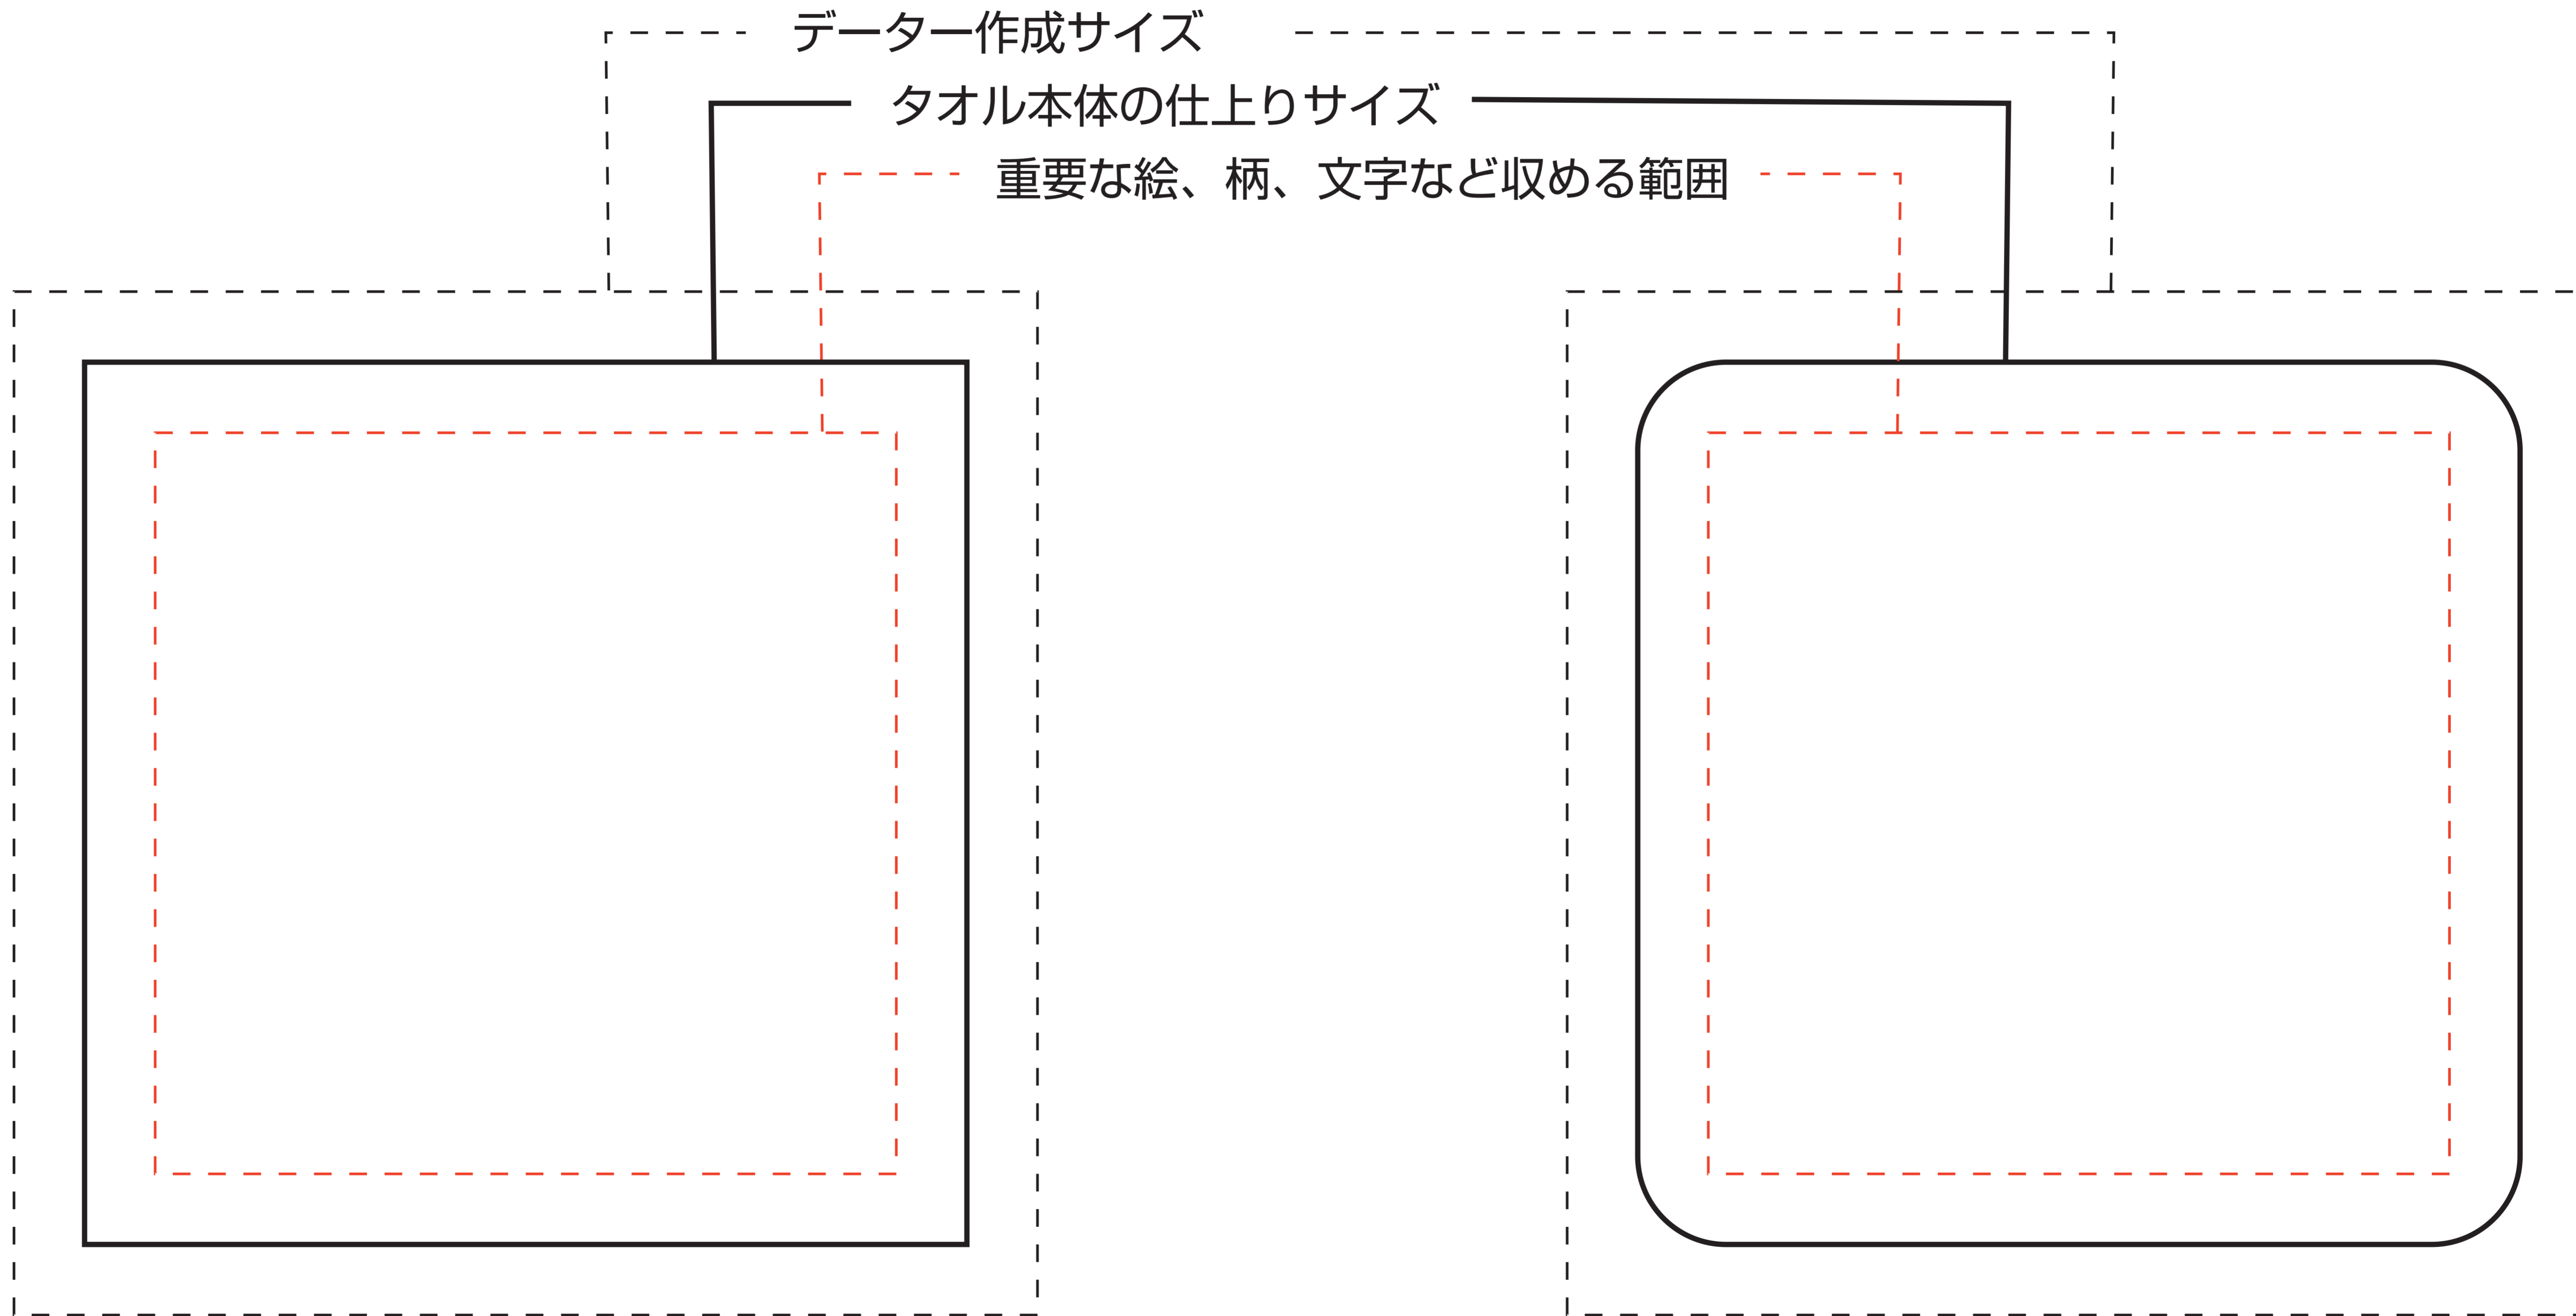 データー作成サイズ
タオル本体の仕上りサイズ
重要な絵、柄、文字など収める範囲